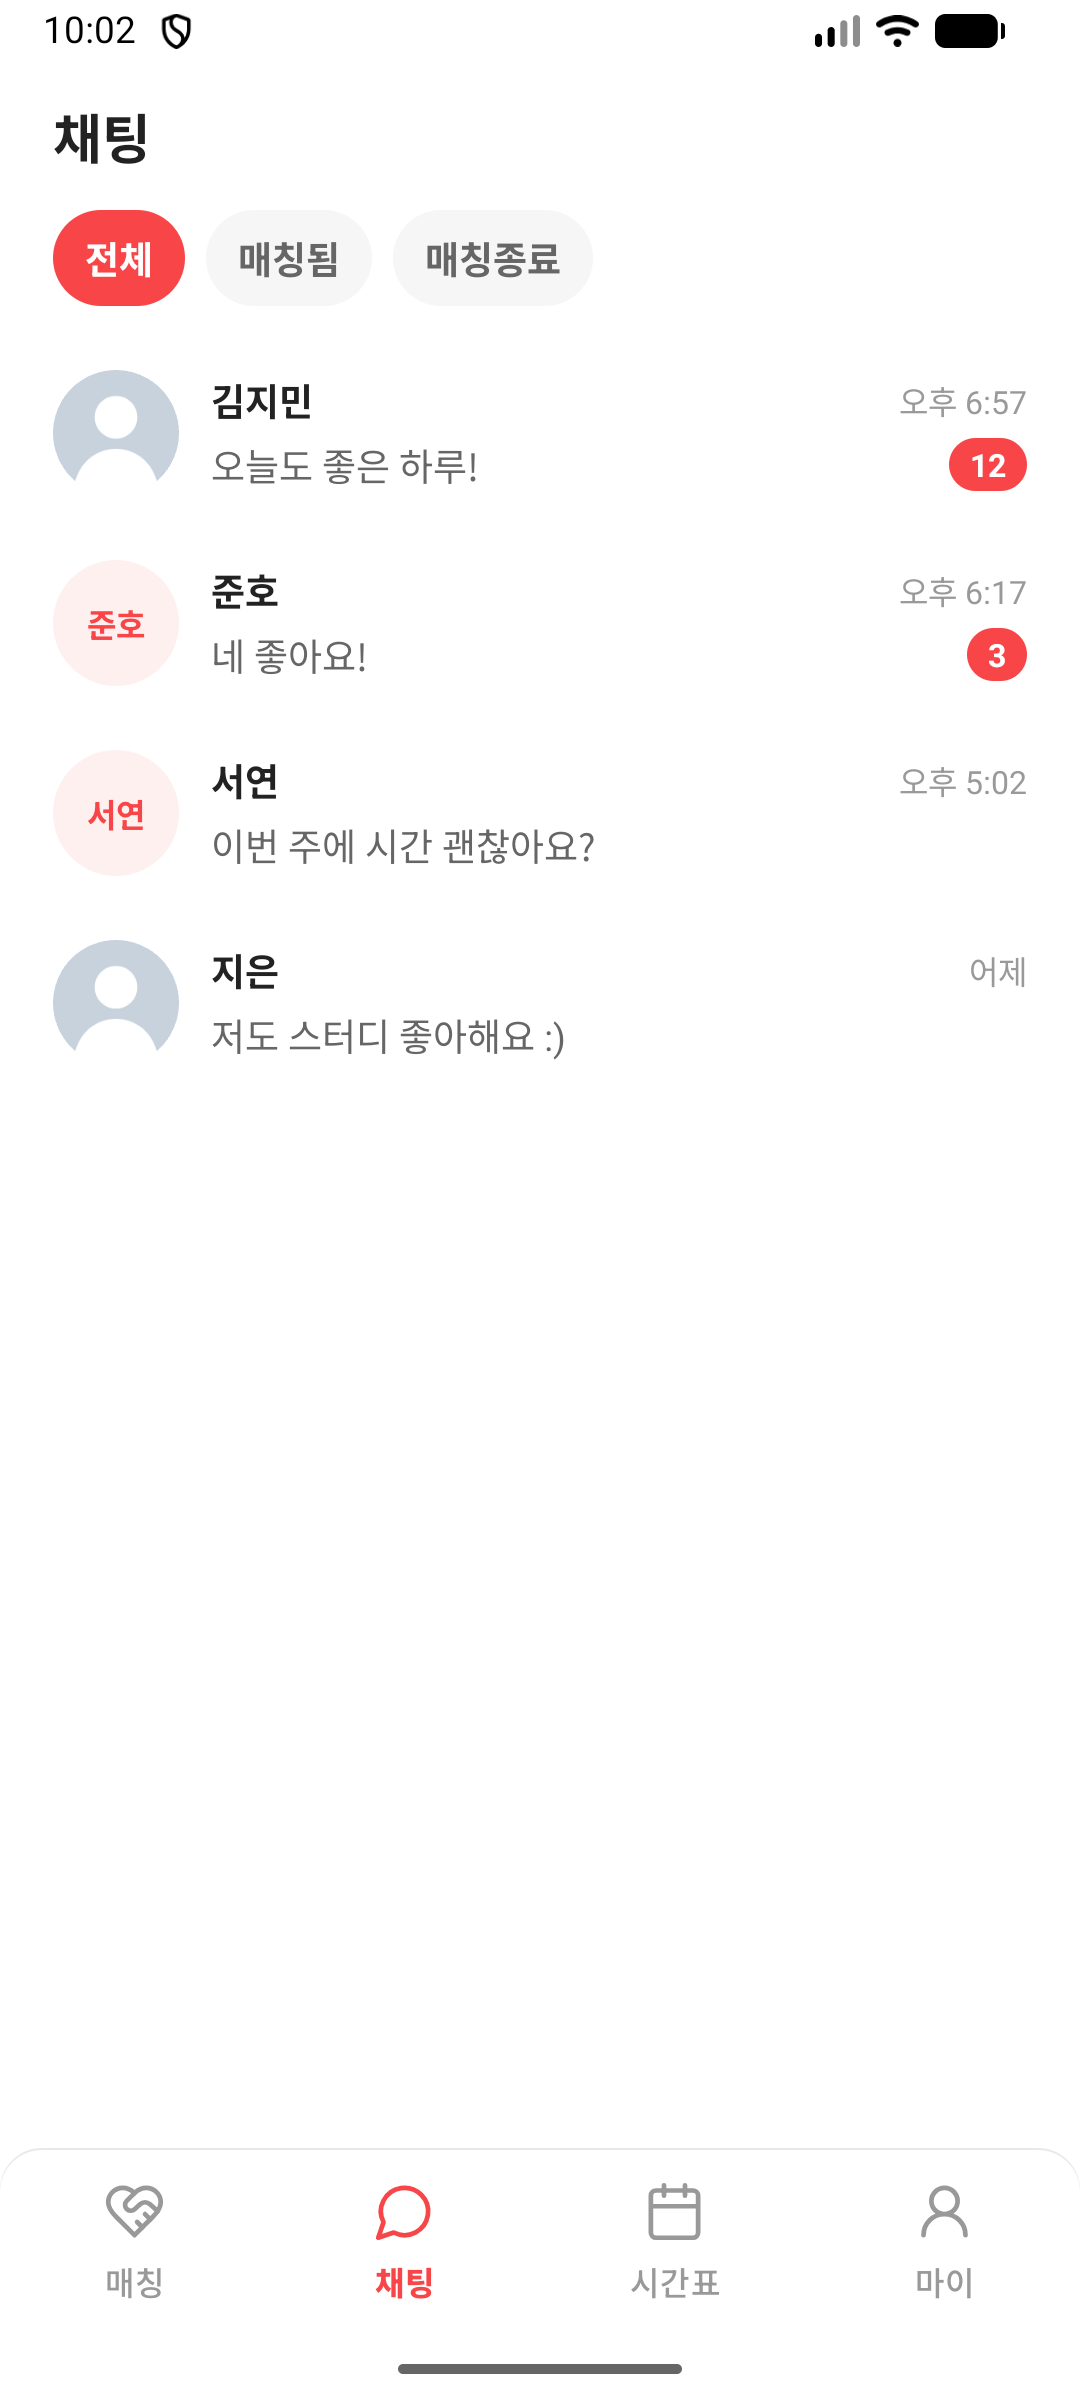 10:02
채팅
전체 매칭됨 매칭종료
김지민 오후 6:57
오늘도 좋은 하루! 12
준호 준호 오후 6:17
네 좋아요! 3
서연 서연 오후 5:02
이번 주에 시간 괜찮아요?
지은 어제
저도 스터디 좋아해요 :)
매칭 채팅 시간표 마이